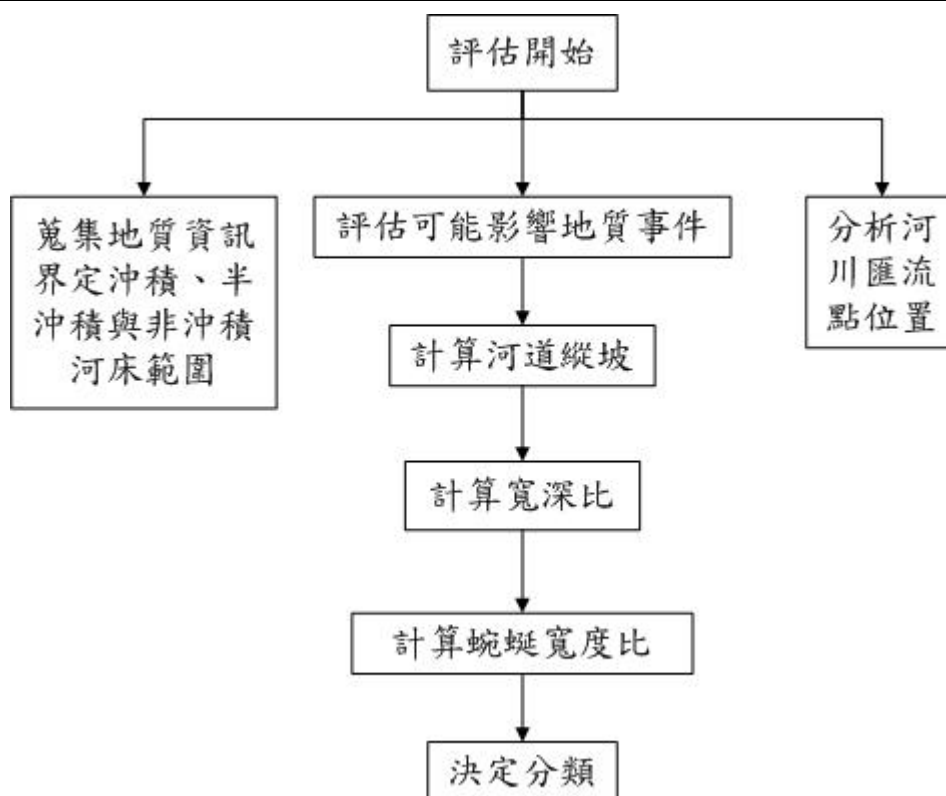 評估開始
蒐集地質資訊
界定沖積、半
沖積與非沖積
河床範圍
評估可能影響地質事件
分析河
川匯流
點位置
計算河道縱坡
計算寬深比
計算蜿蜒寬度比
決定分類